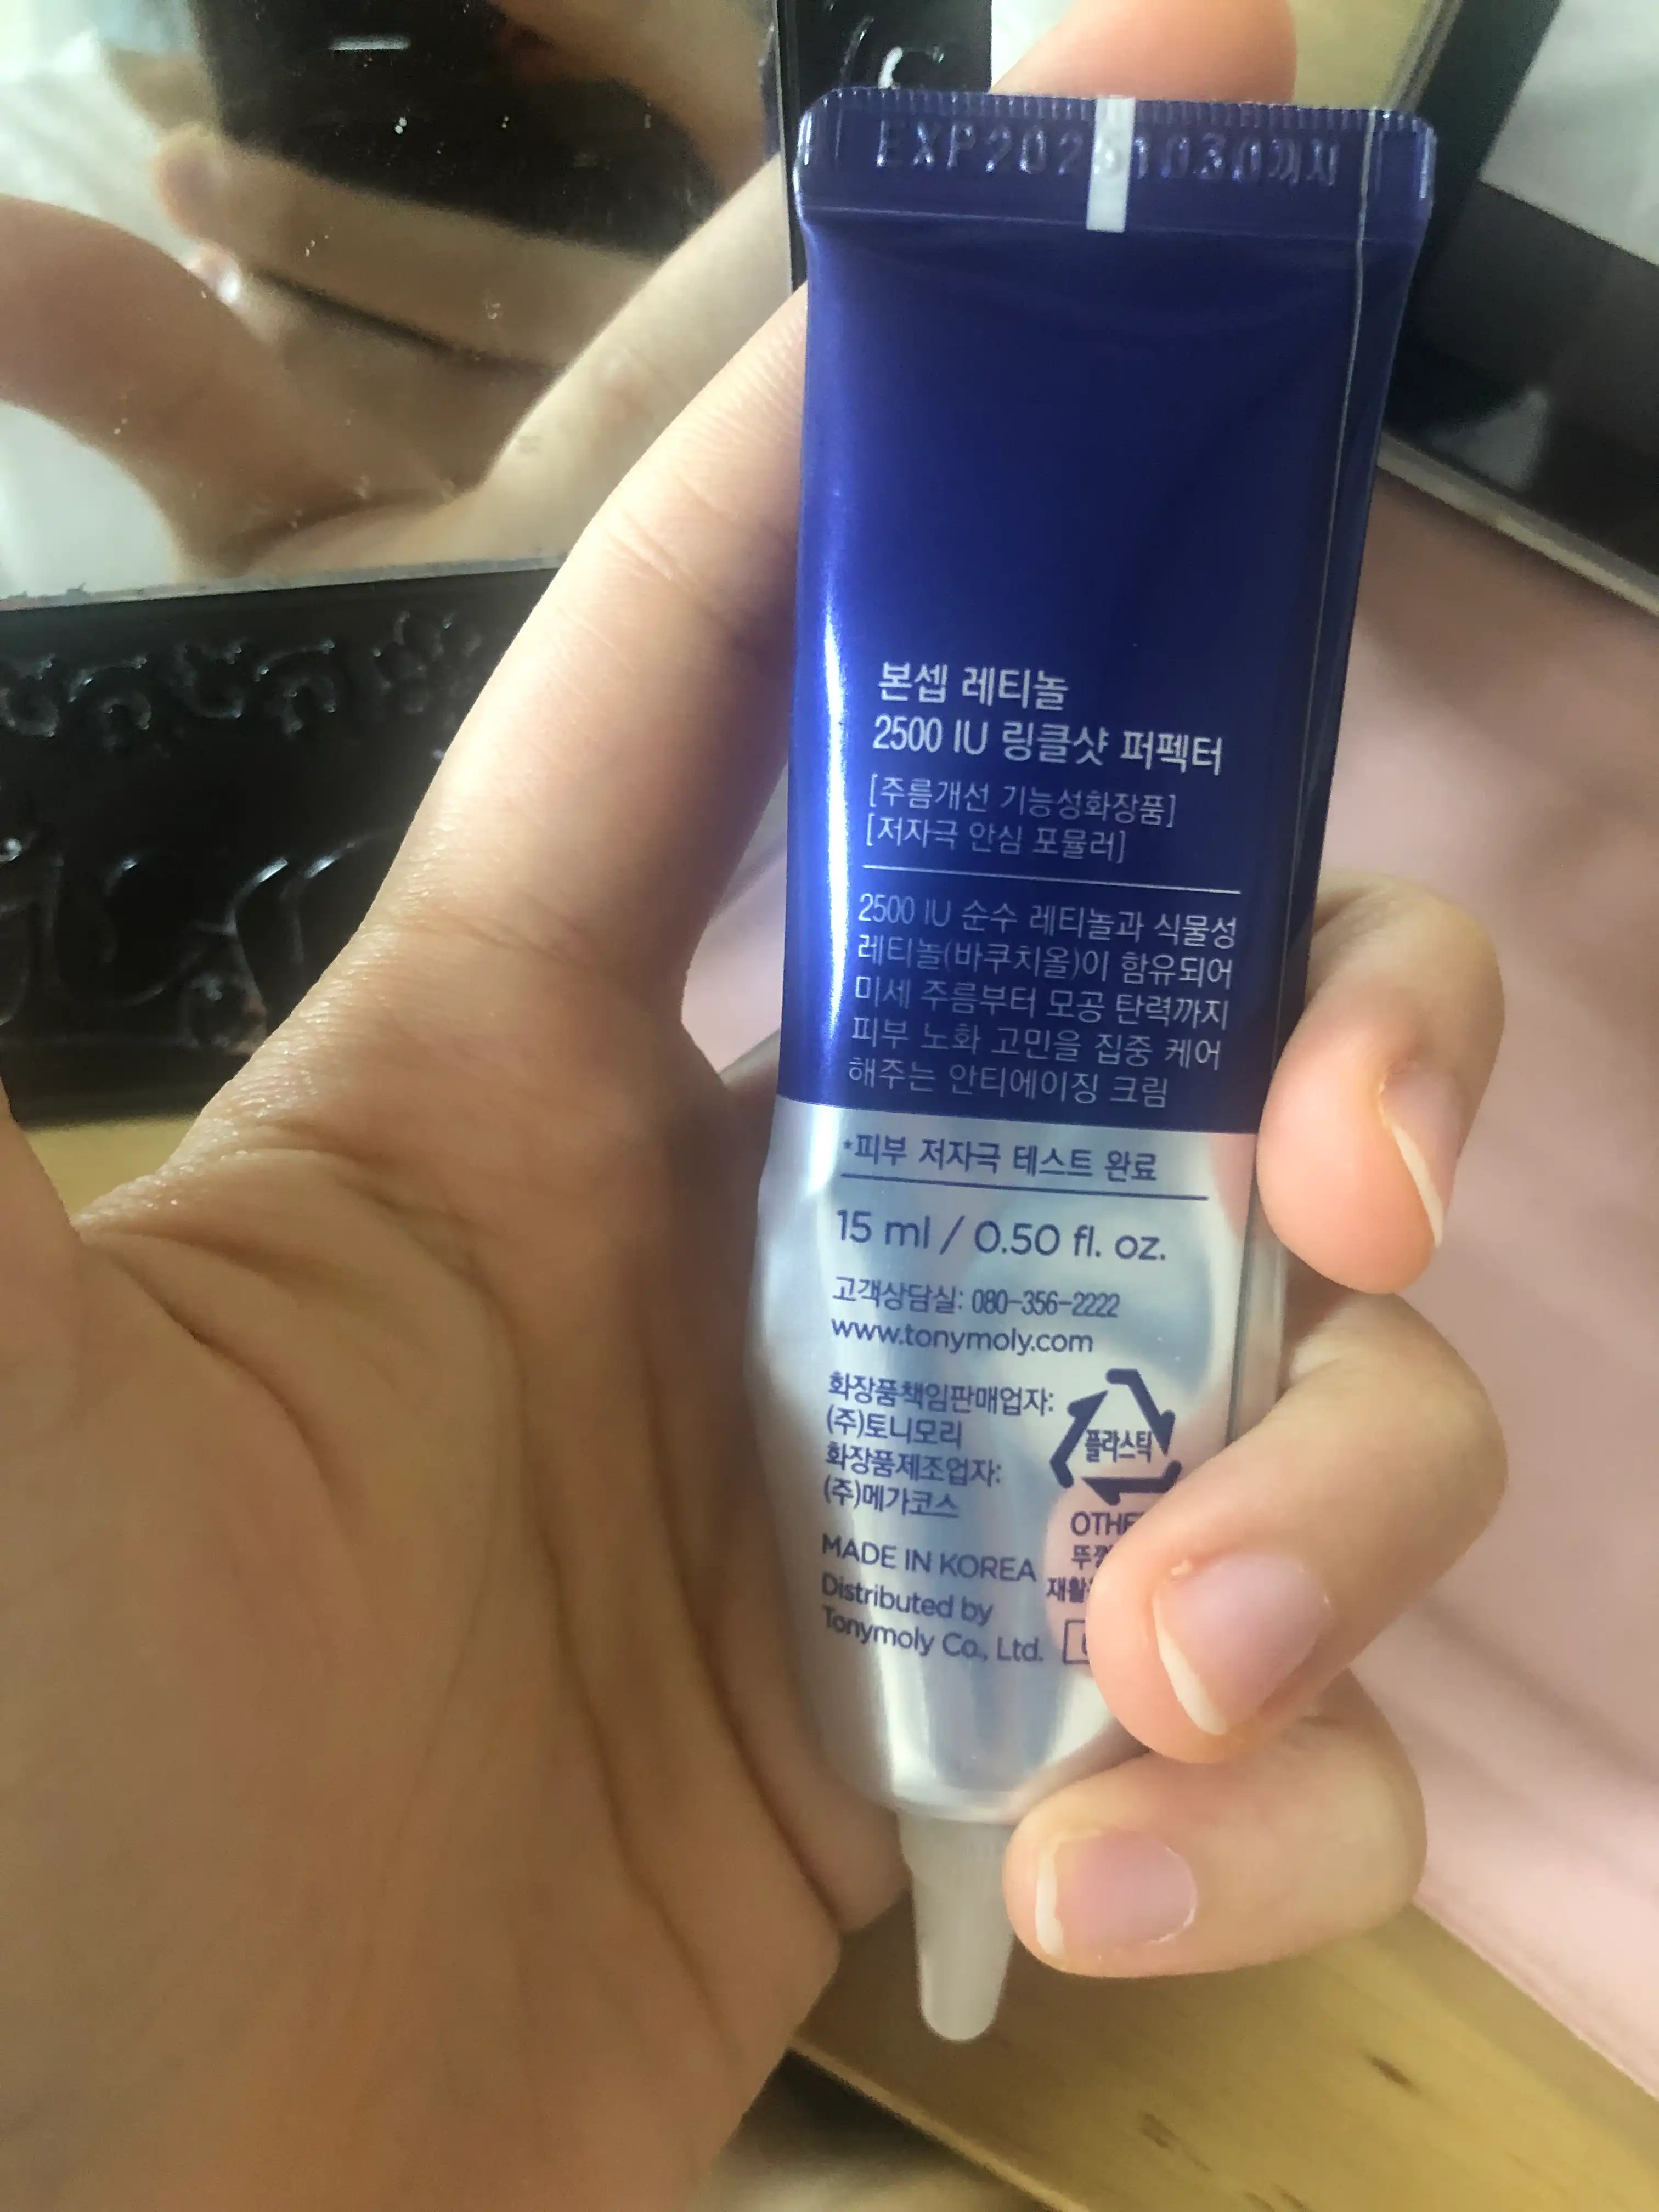 본셉 레티놀
2500 IU 링클샷 퍼펙터
[주름개선 기능성화장품]
[저자극 안심 포뮬러]
2500 IU 순수 레티놀과 식물성
레티놀(바쿠치올)이 함유되어
미세 주름부터 모공 탄력까지
피부 노화 고민을 집중 케어
해주는 안티에이징 크림
*피부 저자극 테스트 완료
15 ml / 0.50 fl. oz.
고객상담실: 080-356-2222
www.tonymoly.com
화장품책임판매업자:
(주)토니모리
화장품제조업자:
(주)메가코스
MADE IN KOREA
Distributed by
Tonymoly Co., Ltd.
플라스틱